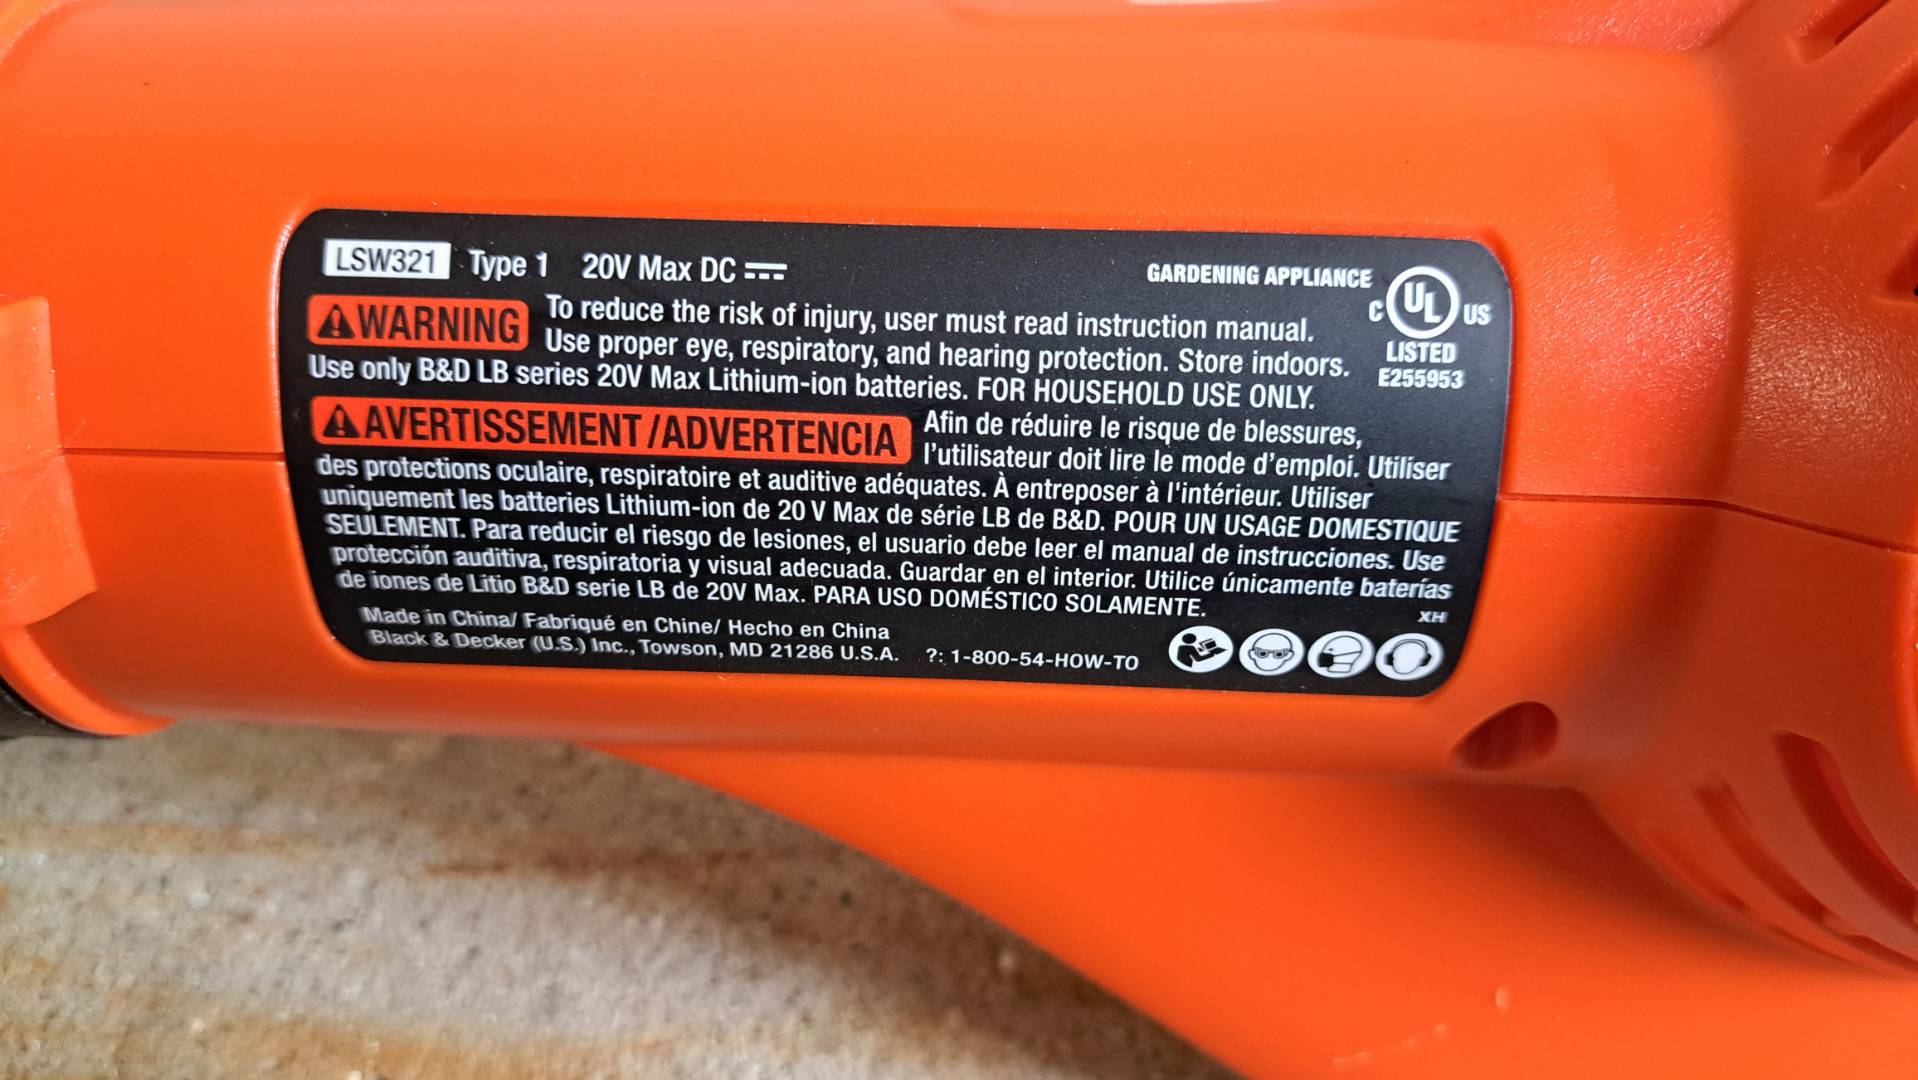 LSW321 Type 1 20V Max DC
GARDENING APPLIANCE
C UL US
LISTED
E255953
WARNING
To reduce the risk of injury, user must read instruction manual.
Use proper eye, respiratory, and hearing protection. Store indoors.
Use only B&D LB series 20V Max Lithium-ion batteries. FOR HOUSEHOLD USE ONLY.
AVERTISSEMENT/ADVERTENCIA
Afin de réduire le risque de blessures,
l'utilisateur doit lire le mode d'emploi. Utiliser
des protections oculaire, respiratoire et auditive adéquates. À entreposer à l'intérieur. Utiliser
uniquement les batteries Lithium-ion de 20 V Max de série LB de B&D. POUR UN USAGE DOMESTIQUE
SEULEMENT. Para reducir el riesgo de lesiones, el usuario debe leer el manual de instrucciones. Use
protección auditiva, respiratoria y visual adecuada. Guardar en el interior. Utilice únicamente baterías
de iones de Litio B&D serie LB de 20V Max. PARA USO DOMÉSTICO SOLAMENTE.
XH
Made in China/ Fabriqué en Chine/ Hecho en China
Black & Decker (U.S.) Inc., Towson, MD 21286 U.S.A. ?: 1-800-54-HOW-TO